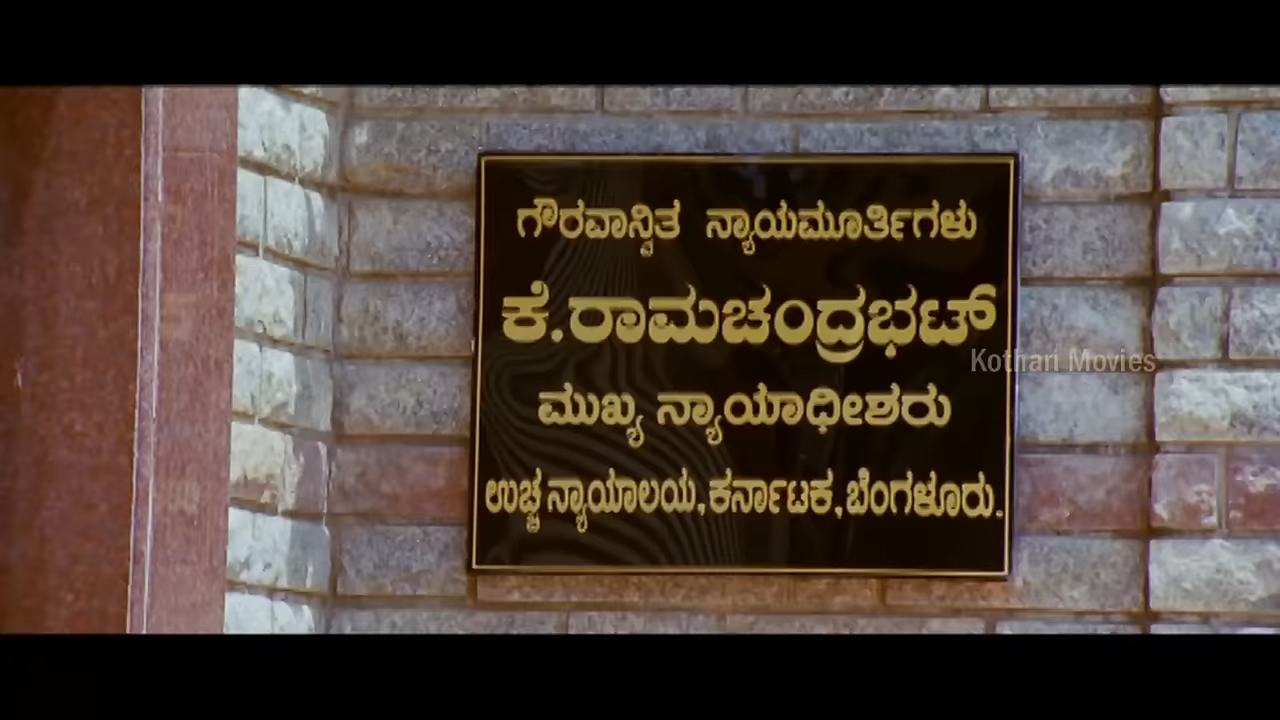 ಗೌರವಾನ್ವಿತ ನ್ಯಾಯಮೂರ್ತಿಗಳು
ಕೆ.ರಾಮಚಂದ್ರಭಟ್
Kothari Movies
ಮುಖ್ಯ ನ್ಯಾಯಾಧೀಶರು
ಉಚ್ಚ ನ್ಯಾಯಾಲಯ, ಕರ್ನಾಟಕ, ಬೆಂಗಳೂರು.